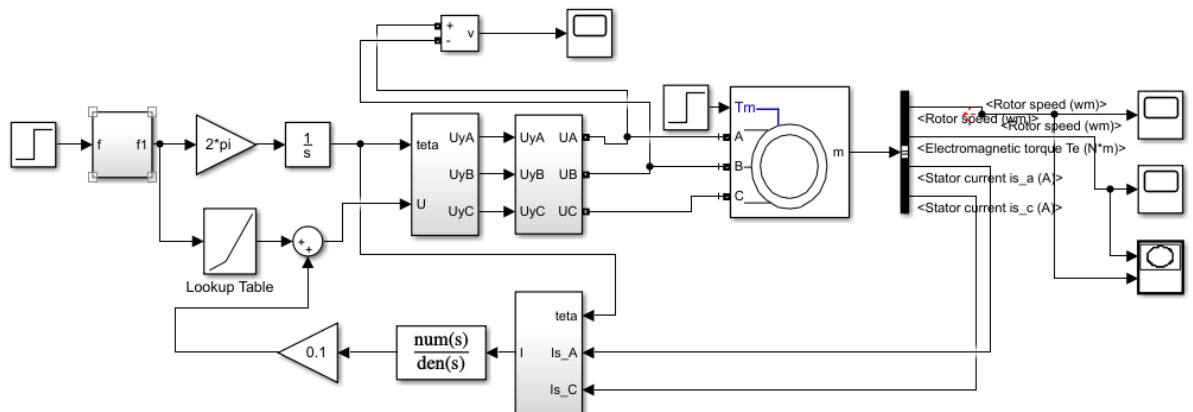 +
-
v
Tm
<Rotor speed (wm)>
f
f1
2*pi
1
s
teta
UyA
UyA
UA
A
m
<Rotor speed (wm)>
<Rotor speed (wm)>
<Electromagnetic torque Te (N*m)>
UyB
UyB
UB
B
<Stator current is_a (A)>
U
UyC
UyC
UC
C
<Stator current is_c (A)>
+
+
Lookup Table
teta
0.1
num(s)
den(s)
I
Is_A
Is_C